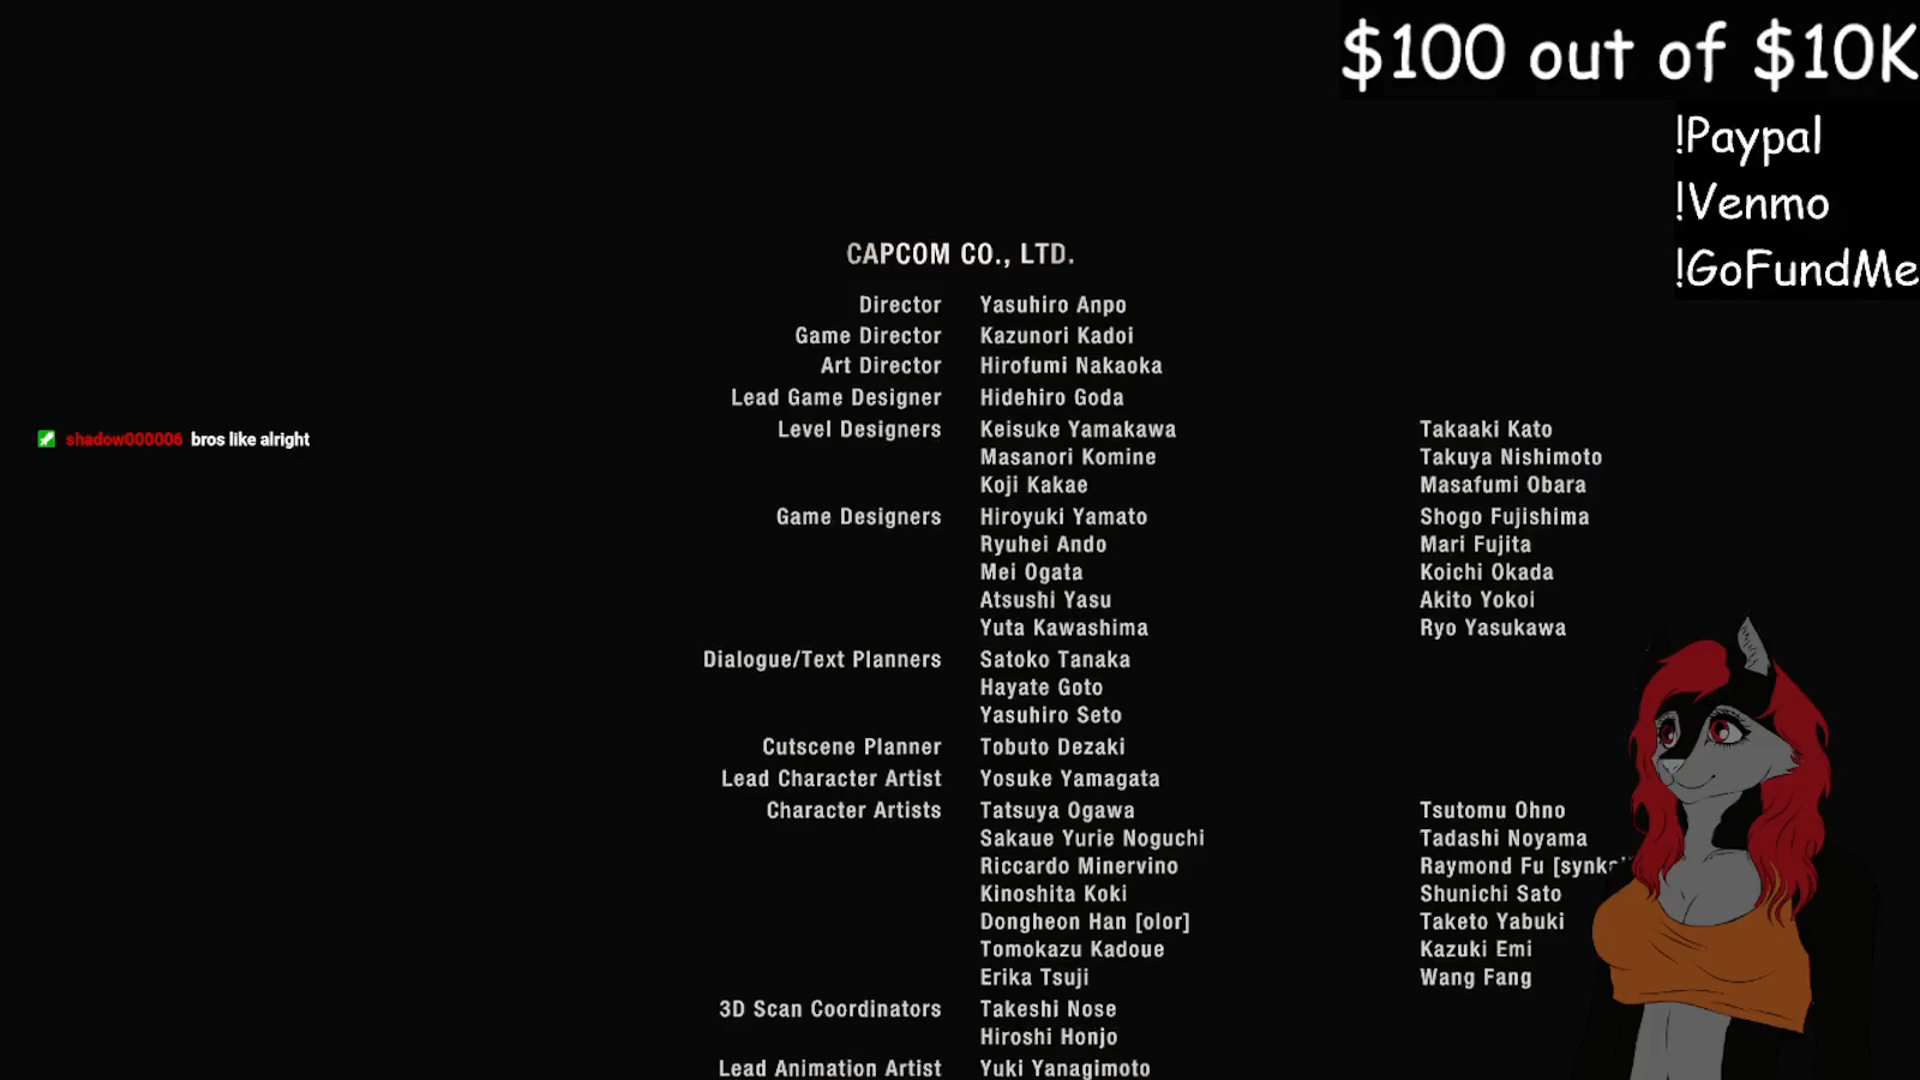 $100 out of $10K
!Paypal
!Venmo
!GoFundMe
CAPCOM CO., LTD.
Director Yasuhiro Anpo
Game Director Kazunori Kadoi
Art Director Hirofumi Nakaoka
Lead Game Designer Hidehiro Goda
Level Designers Keisuke Yamakawa Takaaki Kato
shadow000006 bros like alright
Masanori Komine Takuya Nishimoto
Koji Kakae Masafumi Obara
Game Designers Hiroyuki Yamato Shogo Fujishima
Ryuhei Ando Mari Fujita
Mei Ogata Koichi Okada
Atsushi Yasu Akito Yokoi
Yuta Kawashima Ryo Yasukawa
Dialogue/Text Planners Satoko Tanaka
Hayate Goto
Yasuhiro Seto
Cutscene Planner Tobuto Dezaki
Lead Character Artist Yosuke Yamagata
Character Artists Tatsuya Ogawa Tsutomu Ohno
Sakaue Yurie Noguchi Tadashi Noyama
Riccardo Minervino Raymond Fu
Kinoshita Koki Shunichi Sato
Dongheon Han [olor] Taketo Yabuki
Tomokazu Kadoue Kazuki Emi
Erika Tsuji Wang Fang
3D Scan Coordinators Takeshi Nose
Hiroshi Honjo
Lead Animation Artist Yuki Yanagimoto